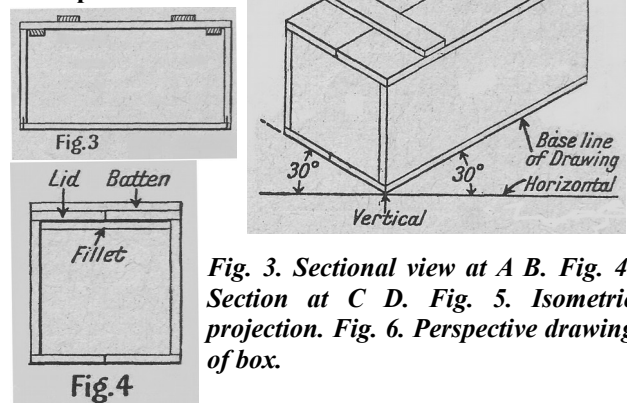 Fig.3
Lid Batten
Fillet
Fig.4
30°
30°
Base line
of Drawing
Horizontal
Vertical
Fig. 3. Sectional view at A B. Fig. 4
Section at C D. Fig. 5. Isometric
projection. Fig. 6. Perspective drawing
of box.